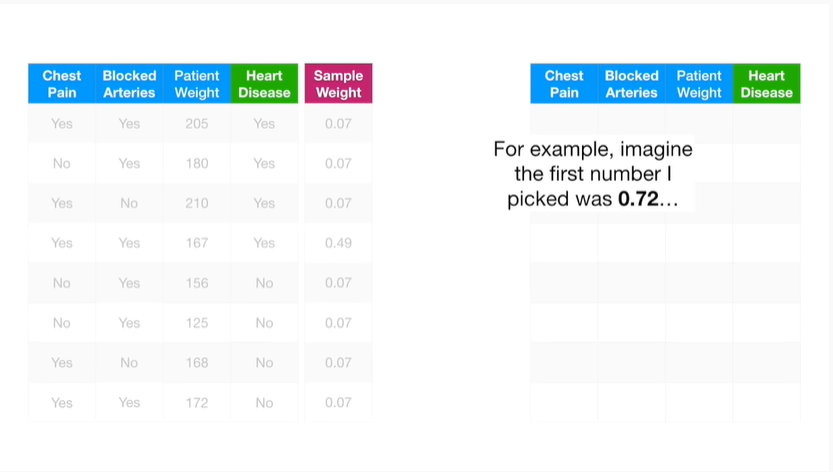 Chest Pain Blocked Arteries Patient Weight Heart Disease Sample Weight
Yes Yes 205 Yes 0.07
No Yes 180 Yes 0.07
Yes No 210 Yes 0.07
Yes Yes 167 Yes 0.49
No Yes 156 No 0.07
No Yes 125 No 0.07
Yes No 168 No 0.07
Yes Yes 172 No 0.07
Chest Pain Blocked Arteries Patient Weight Heart Disease
For example, imagine
the first number I
picked was 0.72…